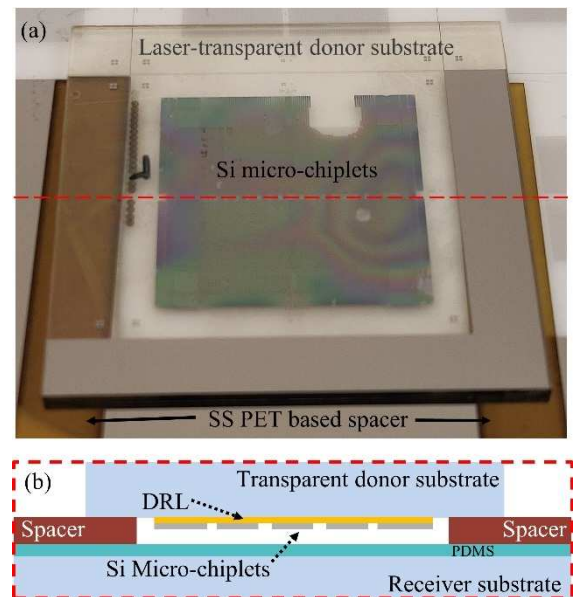 (a)
Laser-transparent donor substrate
Si micro-chiplets
SS PET based spacer
(b)
Transparent donor substrate
DRL
Spacer
Spacer
Si Micro-chiplets
PDMS
Receiver substrate